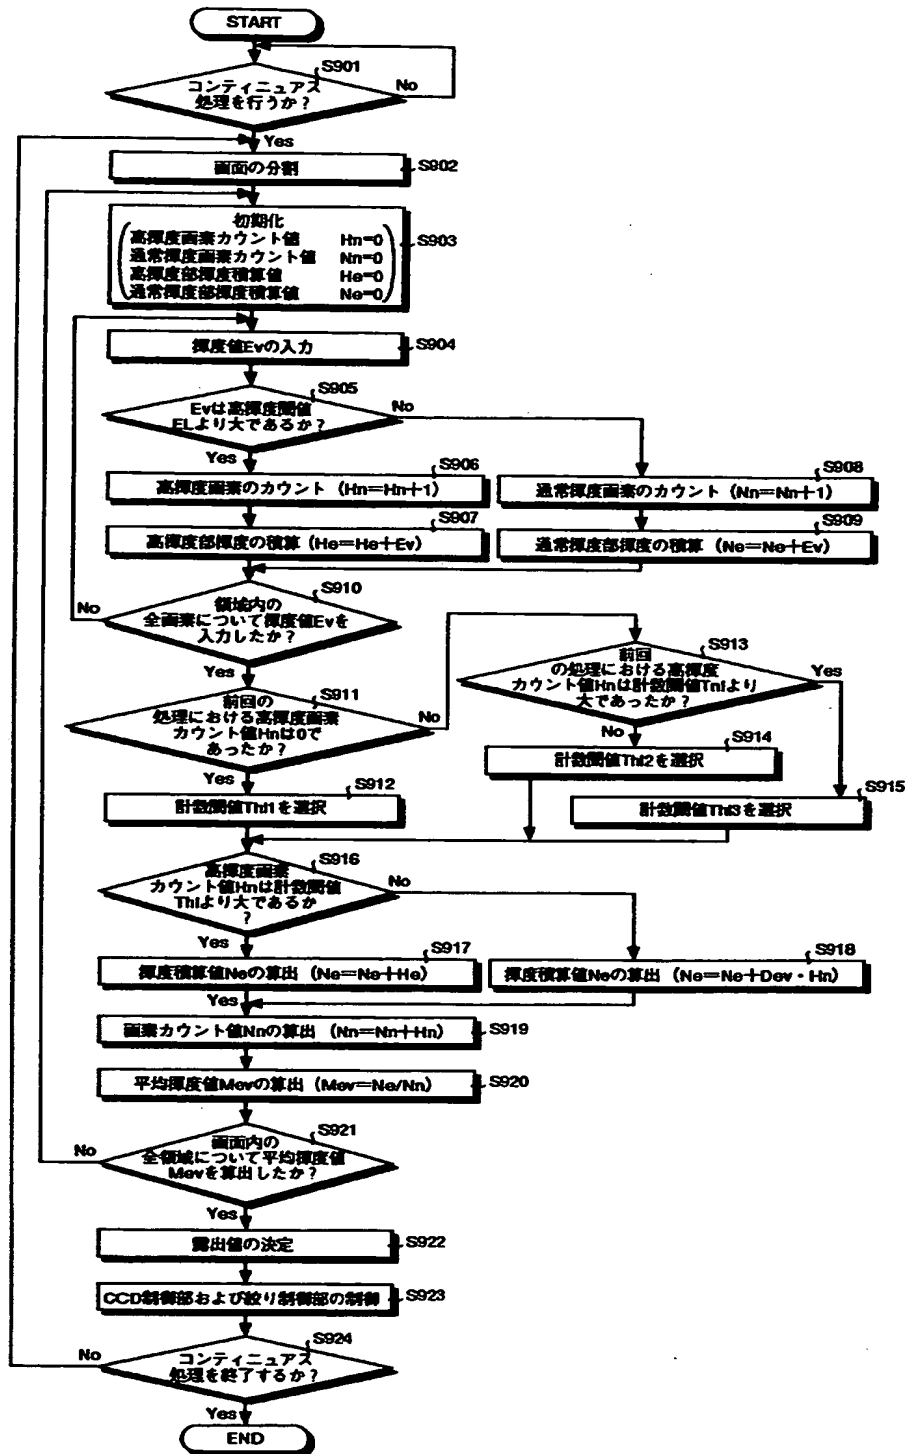 START
S901
コンティニュアス
処理を行うか?
No
Yes
画面の分割
S902
初期化
高輝度画素カウント値 Hn=0
通常輝度画素カウント値 Nn=0
高輝度部輝度積算値 He=0
通常輝度部輝度積算値 Ne=0
S903
輝度値Evの入力
S904
S905
Evは高輝度閾値
ELより大であるか?
No
Yes
S906
高輝度画素のカウント (Hn=Hn+1)
S907
高輝度部輝度の積算 (He=He+Ev)
S908
通常輝度画素のカウント (Nn=Nn+1)
S909
通常輝度部輝度の積算 (Ne=Ne+Ev)
S910
領域内の
全画素について輝度値Evを
入力したか?
No
Yes
S911
前回の
処理における高輝度画素
カウント値Hnは0で
あったか?
No
Yes
S912
計数閾値Thl1を選択
S913
前回
の処理における高輝度
カウント値Hnは計数閾値Thlより
大であったか?
Yes
No
S914
計数閾値Thl2を選択
S915
計数閾値Thl3を選択
S916
高輝度画素
カウント値Hnは計数閾値
Thlより大であるか
?
No
Yes
S917
輝度積算値Neの算出 (Ne=Ne+He)
S918
輝度積算値Neの算出 (Ne=Ne+Dev・Hn)
Yes
画素カウント値Nnの算出 (Nn=Nn+Hn)
S919
平均輝度値Mevの算出 (Mev=Ne/Nn)
S920
S921
画面内の
全領域について平均輝度値
Mevを算出したか?
No
Yes
露出値の決定
S922
CCD制御部および絞り制御部の制御
S923
S924
コンティニュアス
処理を終了するか?
No
Yes
END